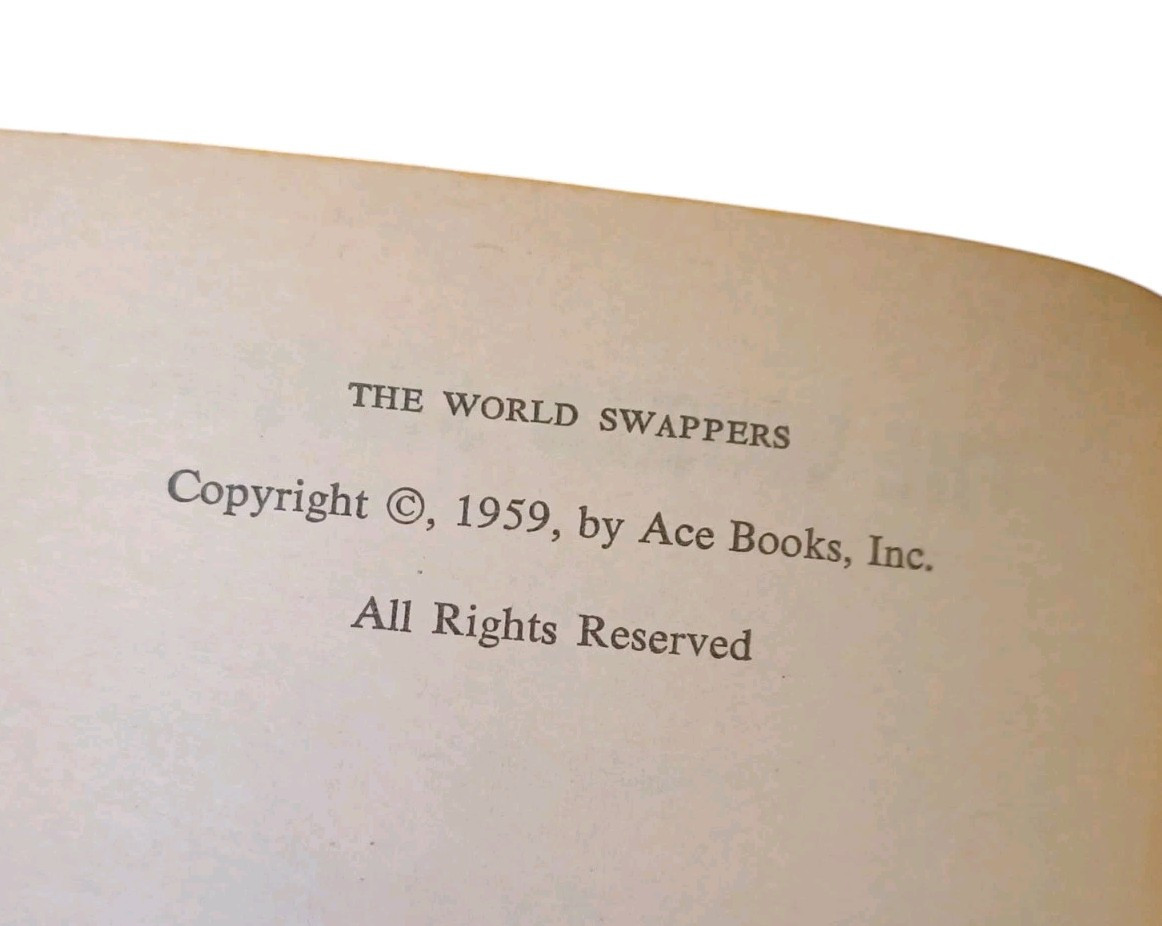 THE WORLD SWAPPERS
Copyright ©, 1959, by Ace Books, Inc.
All Rights Reserved